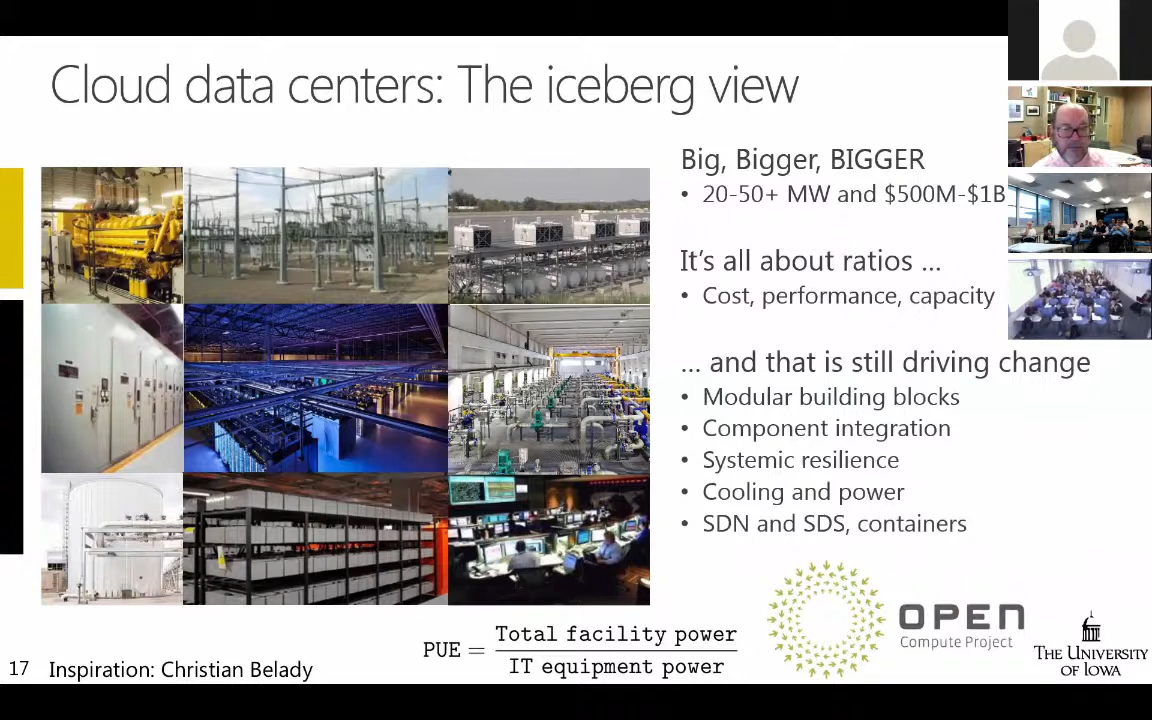 Cloud data centers: The iceberg view
Big, Bigger, BIGGER
• 20-50+ MW and $500M-$1B
It's all about ratios ...
• Cost, performance, capacity
... and that is still driving change
• Modular building blocks
• Component integration
• Systemic resilience
• Cooling and power
• SDN and SDS, containers
PUE = Total facility power / IT equipment power
OPEN
Compute Project
THE UNIVERSITY
OF IOWA
17 Inspiration: Christian Belady